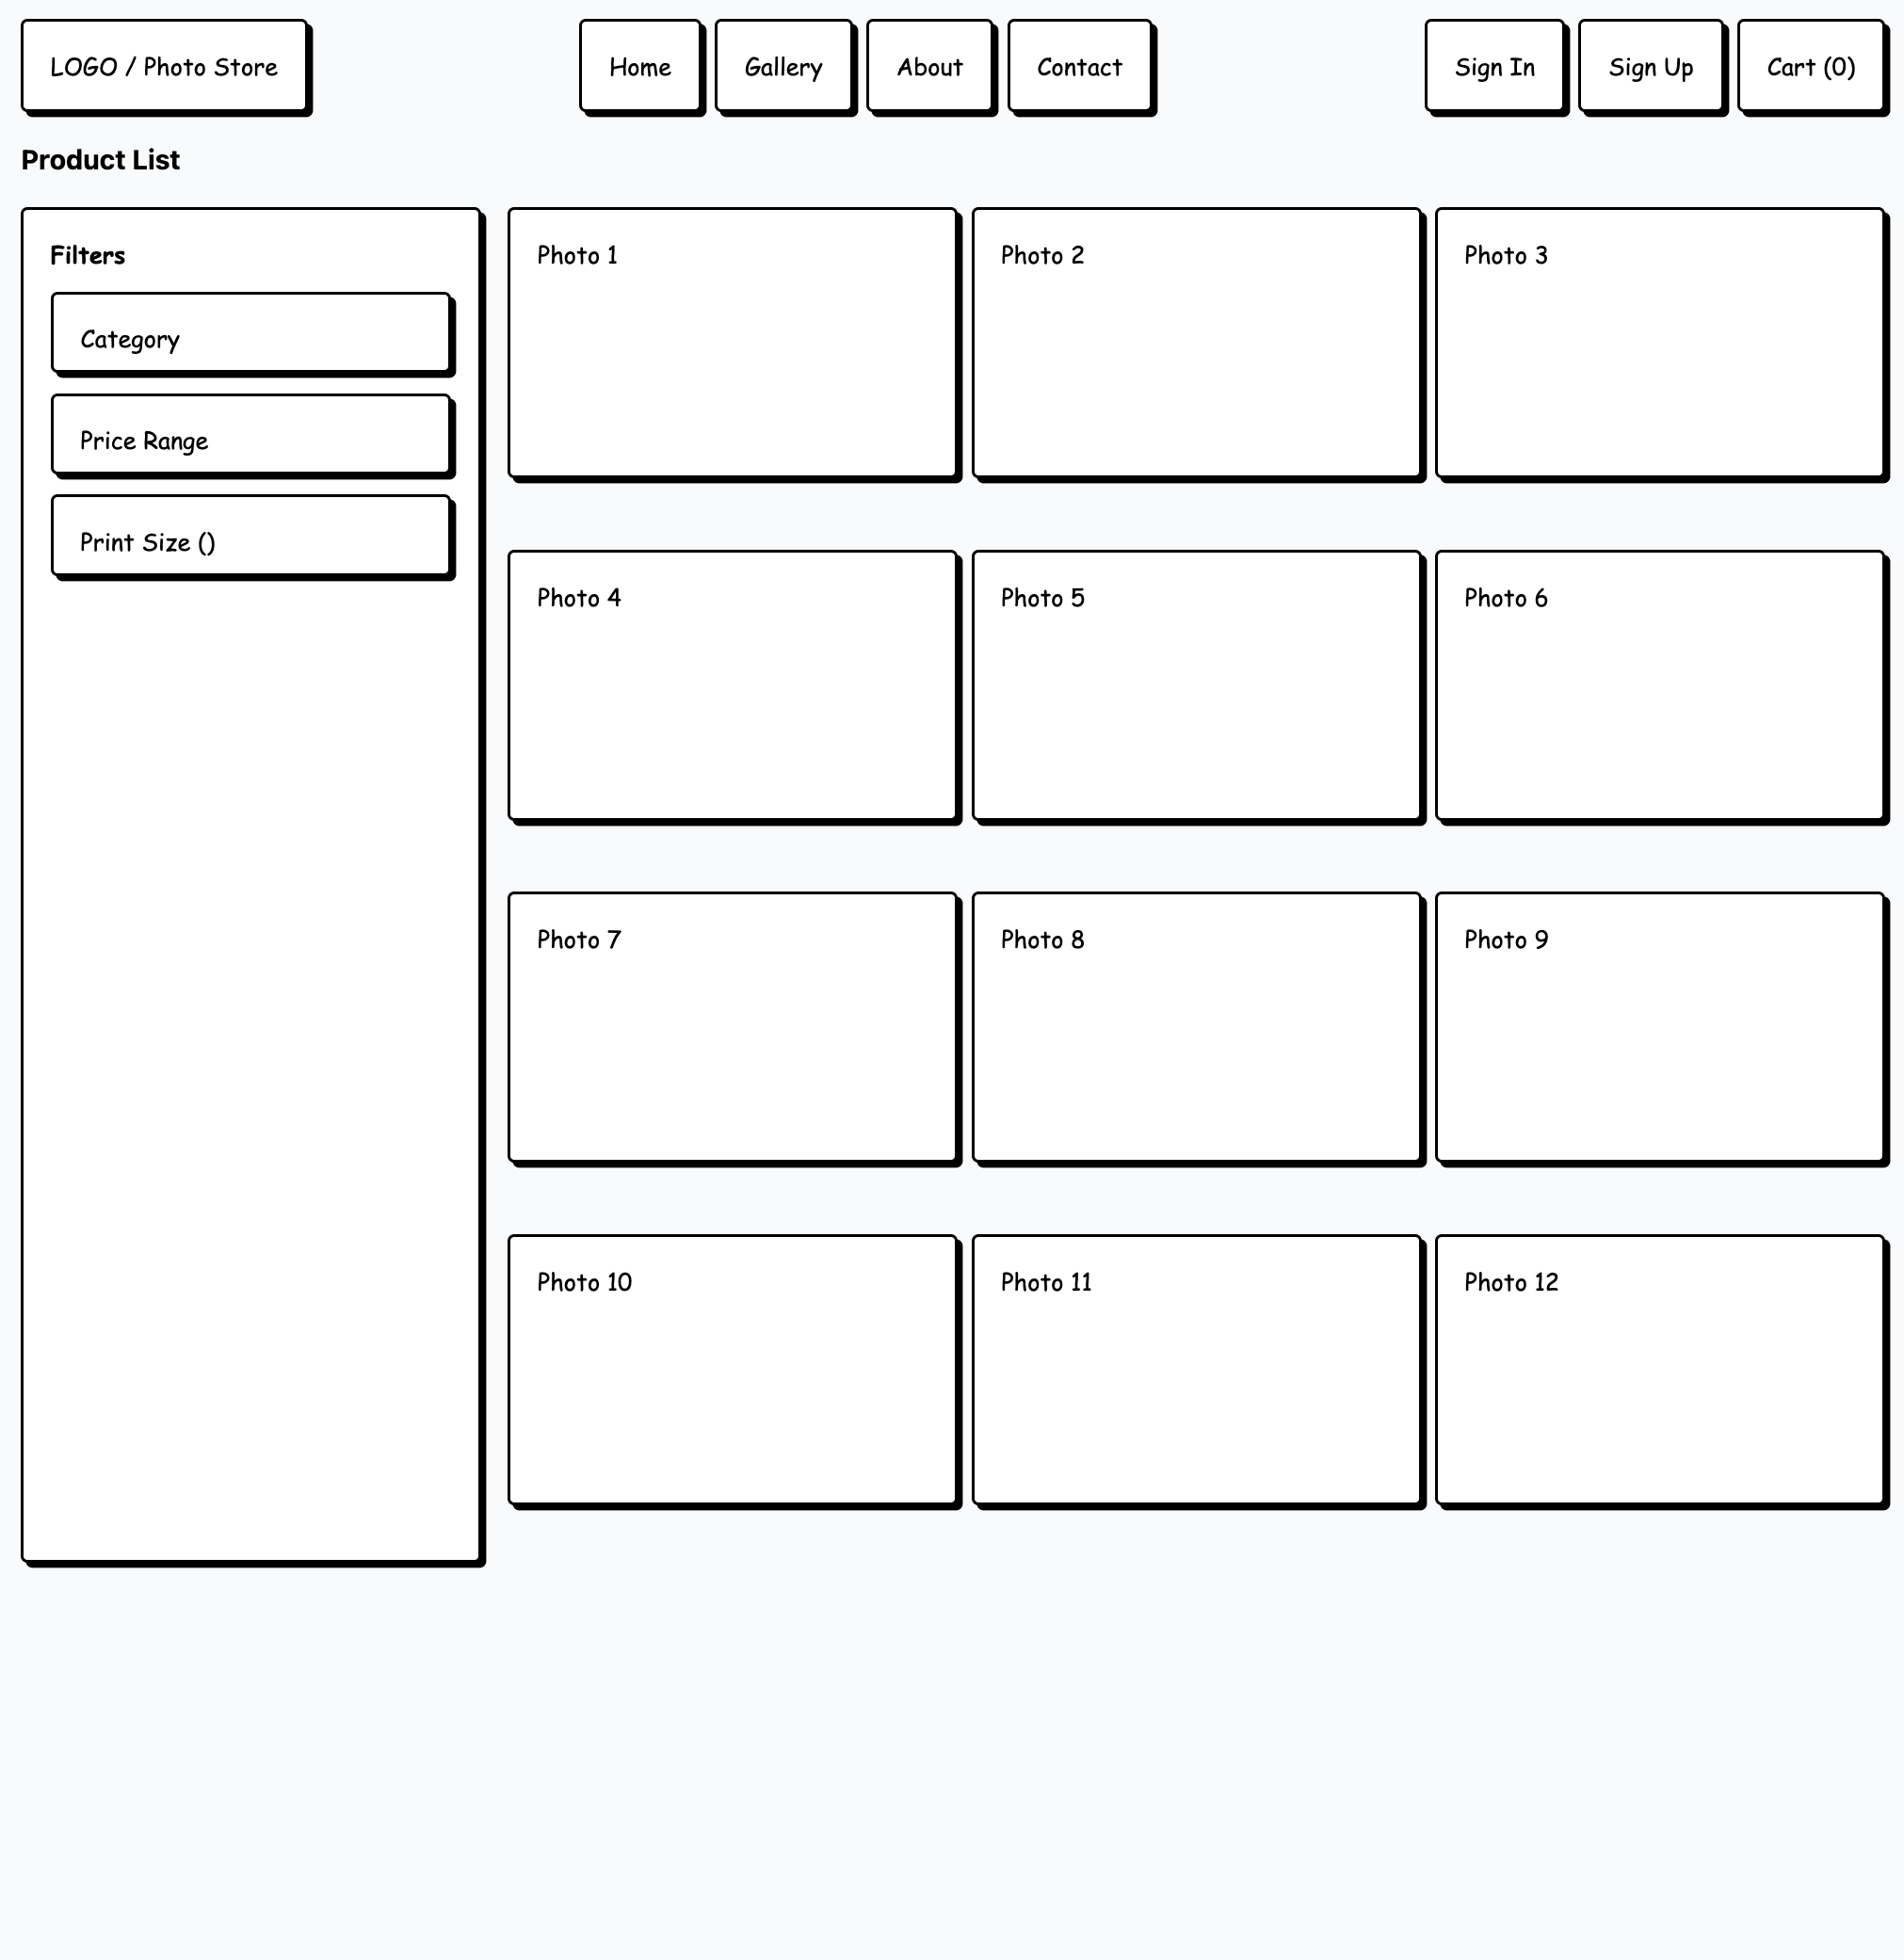 LOGO / Photo Store
Home
Gallery
About
Contact
Sign In
Sign Up
Cart (0)
Product List
Filters
Category
Price Range
Print Size ()
Photo 1
Photo 2
Photo 3
Photo 4
Photo 5
Photo 6
Photo 7
Photo 8
Photo 9
Photo 10
Photo 11
Photo 12